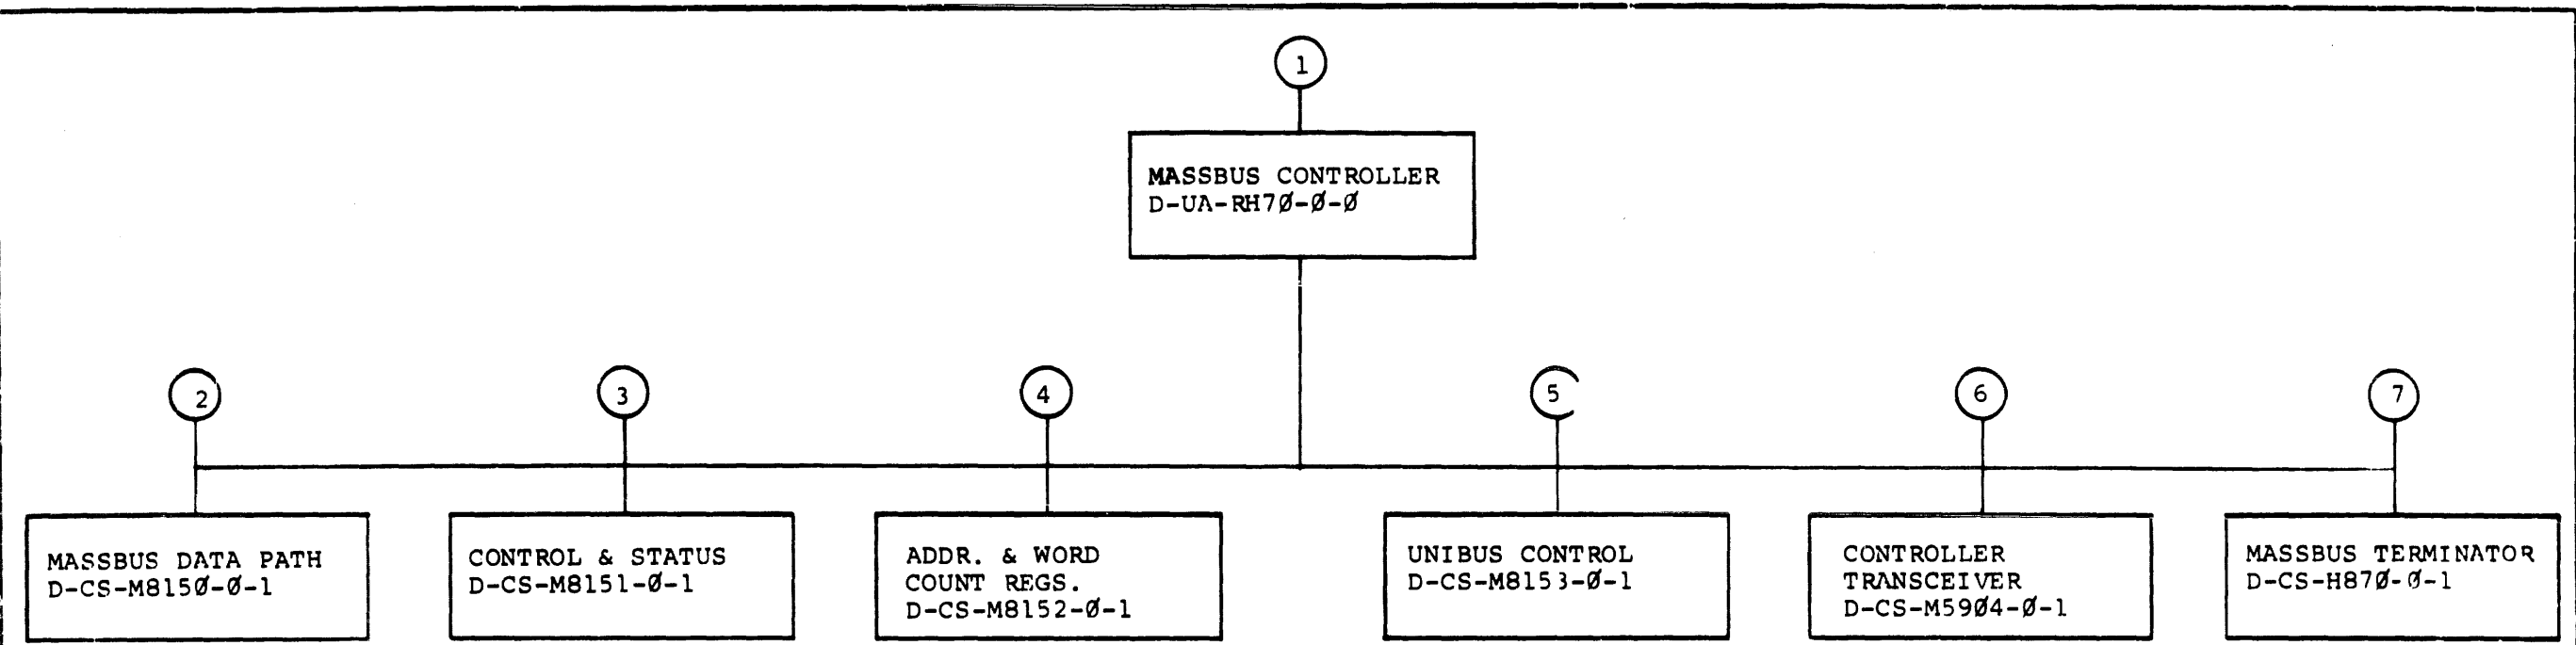 1
MASSBUS CONTROLLER
D-UA-RH7Ø-Ø-Ø
2
3
4
5
6
7
MASSBUS DATA PATH
D-CS-M815Ø-Ø-1
CONTROL & STATUS
D-CS-M8151-Ø-1
ADDR. & WORD
COUNT REGS.
D-CS-M8152-Ø-1
UNIBUS CONTROL
D-CS-M8153-Ø-1
CONTROLLER
TRANSCEIVER
D-CS-M59Ø4-Ø-1
MASSBUS TERMINATOR
D-CS-H87Ø-Ø-1